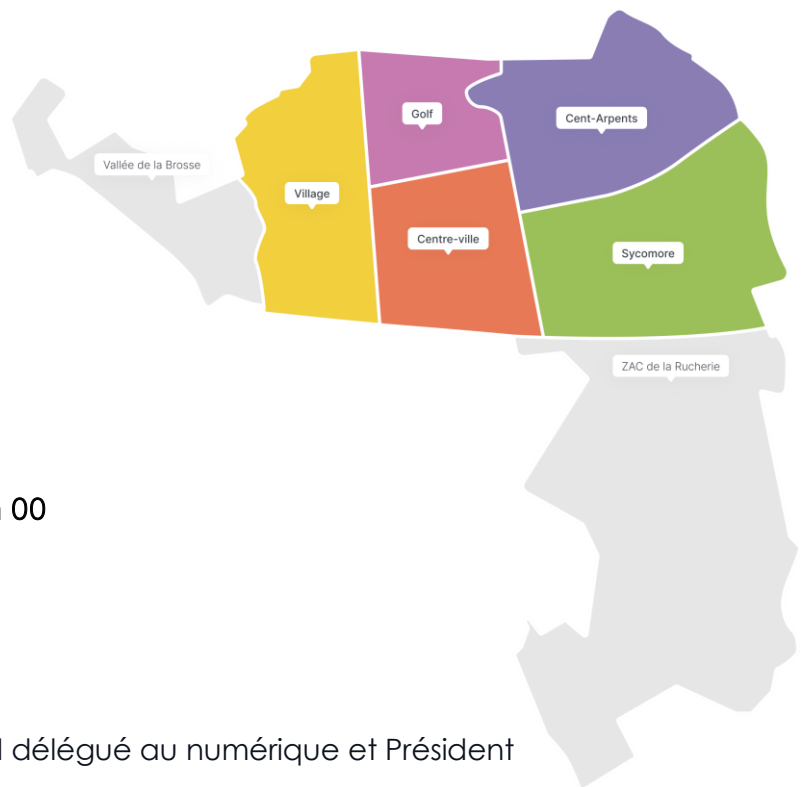 Golf
Cent-Arpents
Vallée de la Brosse
Village
Centre-ville
Sycomore
ZAC de la Rucherie
00
délégué au numérique et Président